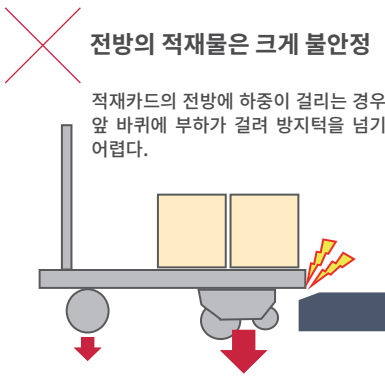 전방의 적재물은 크게 불안정
적재카드의 전방에 하중이 걸리는 경우
앞 바퀴에 부하가 걸려 방지턱을 넘기
어렵다.